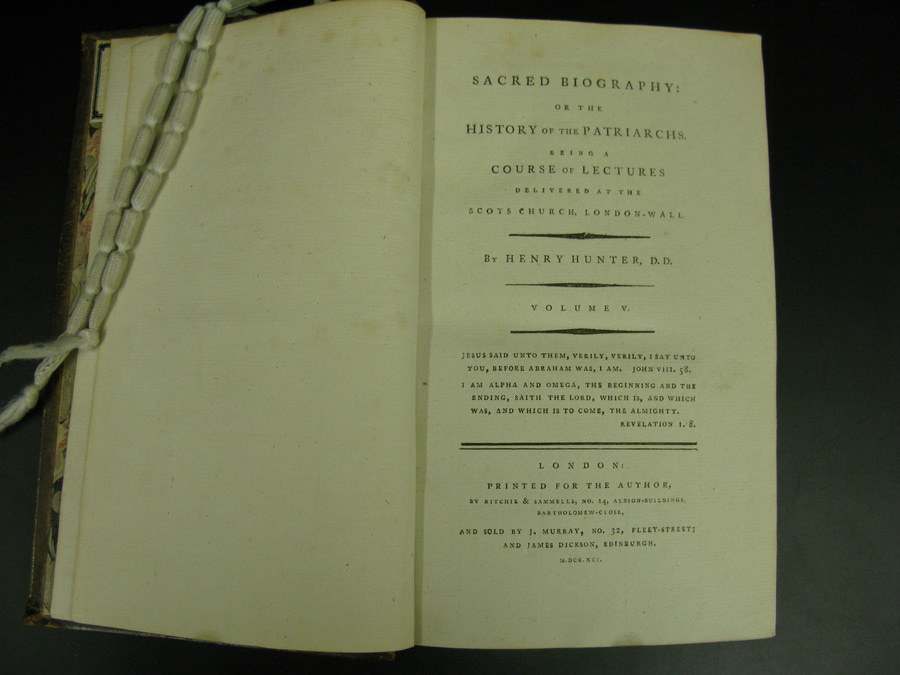 SACRED BIOGRAPHY:
OR THE
HISTORY OF THE PATRIARCHS.
BEING A
COURSE OF LECTURES
DELIVERED AT THE
SCOTS CHURCH, LONDON-WALL
BY HENRY HUNTER, D.D.
VOLUME V.
JESUS SAID UNTO THEM, VERILY, VERILY, I SAY UNTO
YOU, BEFORE ABRAHAM WAS, I AM. JOHN VIII. 58.
I AM ALPHA AND OMEGA, THE BEGINNING AND THE
ENDING, SAITH THE LORD, WHICH IS, AND WHICH
WAS, AND WHICH IS TO COME, THE ALMIGHTY.
REVELATION I. 8.
LONDON:
PRINTED FOR THE AUTHOR,
BY RITCHIE & SAMMELLS, NO. 14, ALBION-BUILDINGS,
BARTHOLOMEW-CLOSE,
AND SOLD BY J. MURRAY, NO. 32, FLEET-STREET;
AND JAMES DICKSON, EDINBURGH.